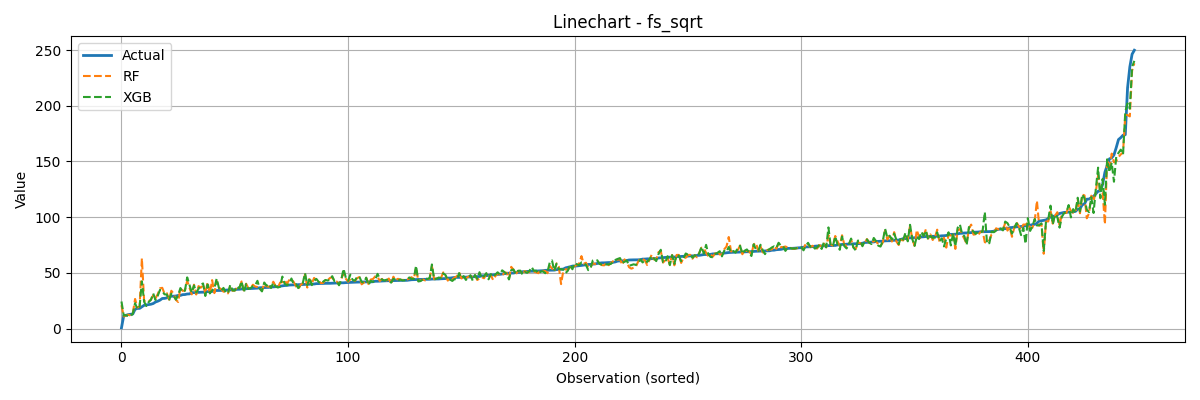 Linechart - fs_sqrt
Actual
RF
XGB
Value
250
200
150
100
50
0
0
100
200
300
400
Observation (sorted)